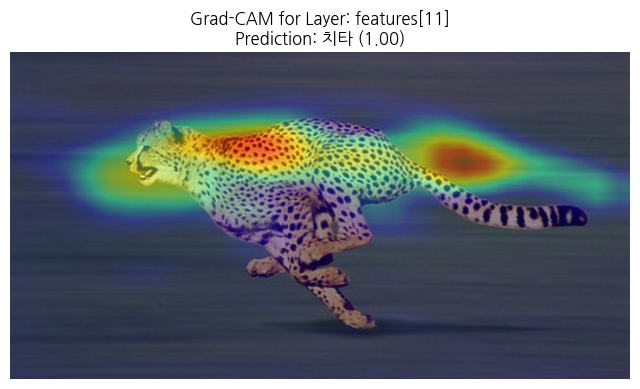 Grad-CAM for Layer: features[11]
Prediction: 치타 (1.00)